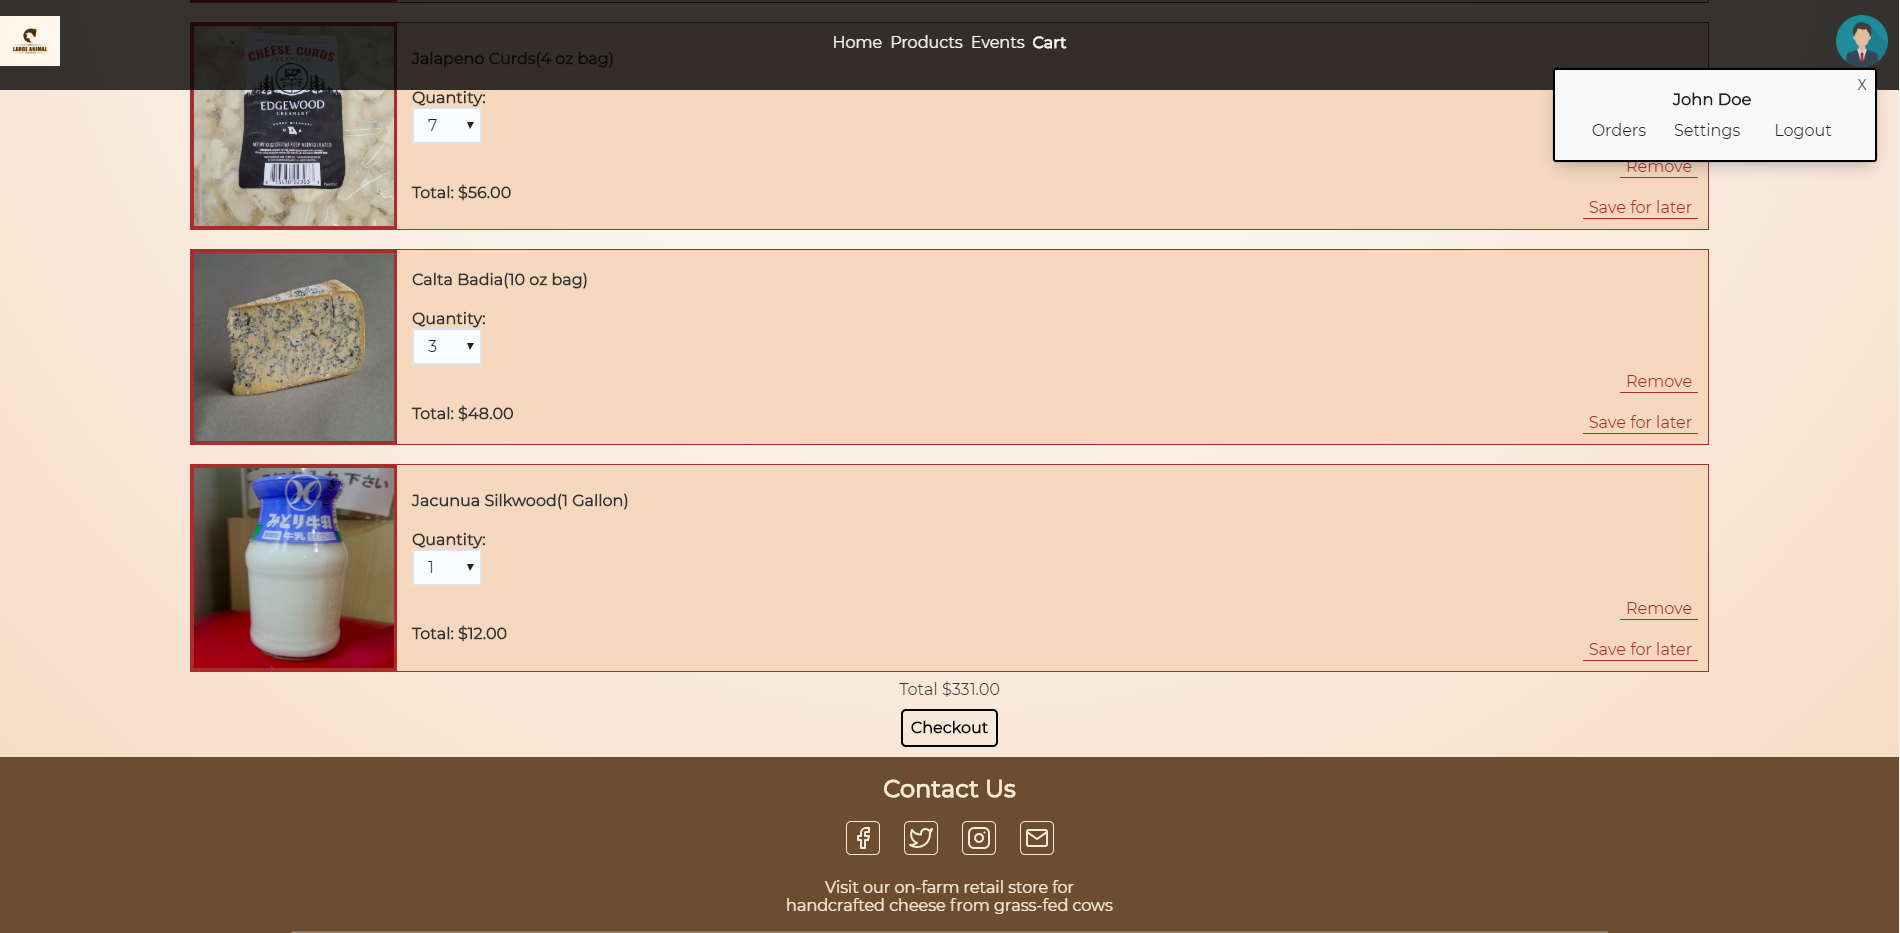 LARGE ANIMAL
Home Products Events Cart
X
John Doe
Orders Settings Logout
CHEESE CURDS
JALAPENO
EDGEWOOD
CREAMERY
Jalapeno Curds(4 oz bag)
Quantity:
7
Total: $56.00
Remove
Save for later
Calta Badia(10 oz bag)
Quantity:
3
Total: $48.00
Remove
Save for later
下さい
みどり牛乳
牛乳
Jacunua Silkwood(1 Gallon)
Quantity:
1
Total: $12.00
Remove
Save for later
Total $331.00
Checkout
Contact Us
Visit our on-farm retail store for
handcrafted cheese from grass-fed cows